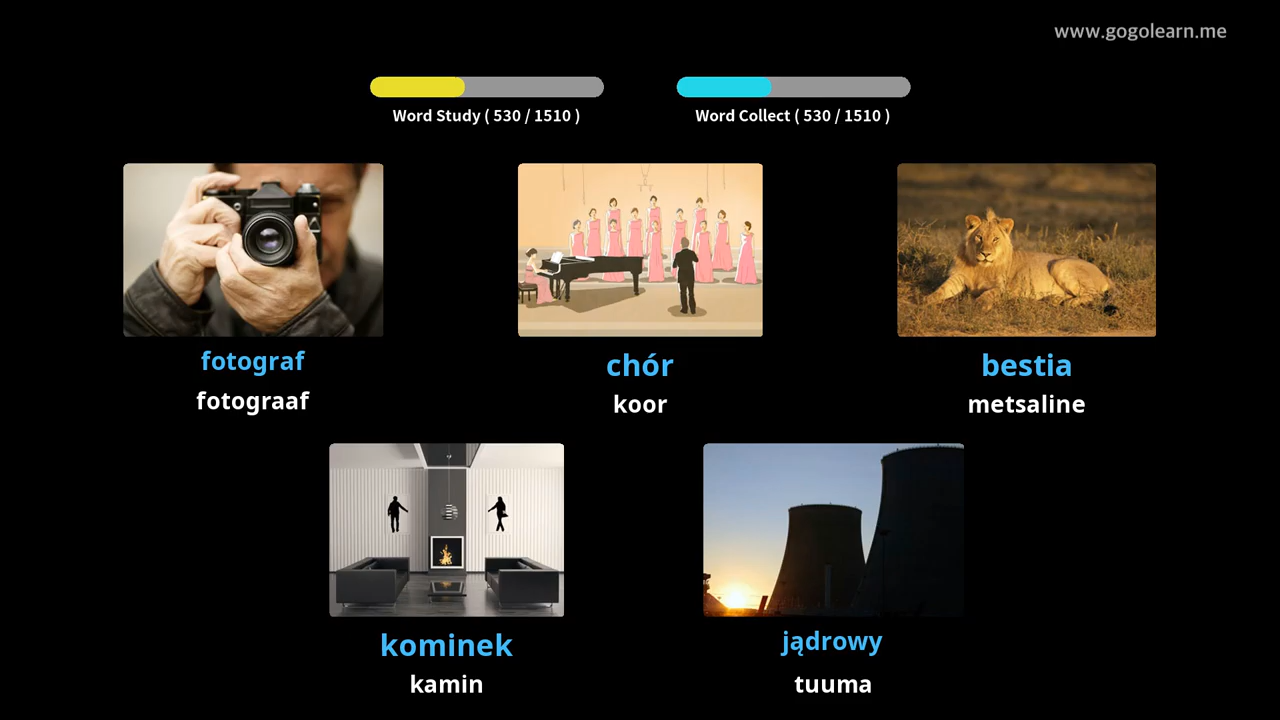 www.gogolearn.me
Word Study ( 530 / 1510 )
Word Collect ( 530 / 1510 )
fotograf
fotograaf
chór
koor
bestia
metsaline
kominek
kamin
jądrowy
tuuma